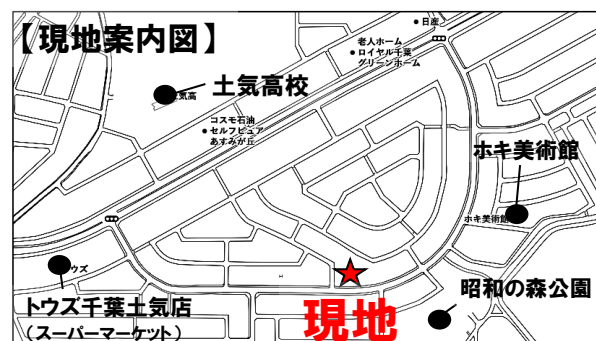 【現地案内図】
日産
老人ホーム
ロイヤル千葉
グリーンホーム
土気高校
土気高
コスモ石油
セルフピュア
あすみが丘
ホキ美術館
ホキ美術館
ウズ
トウズ千葉土気店
(スーパーマーケット)
現地
昭和の森公園